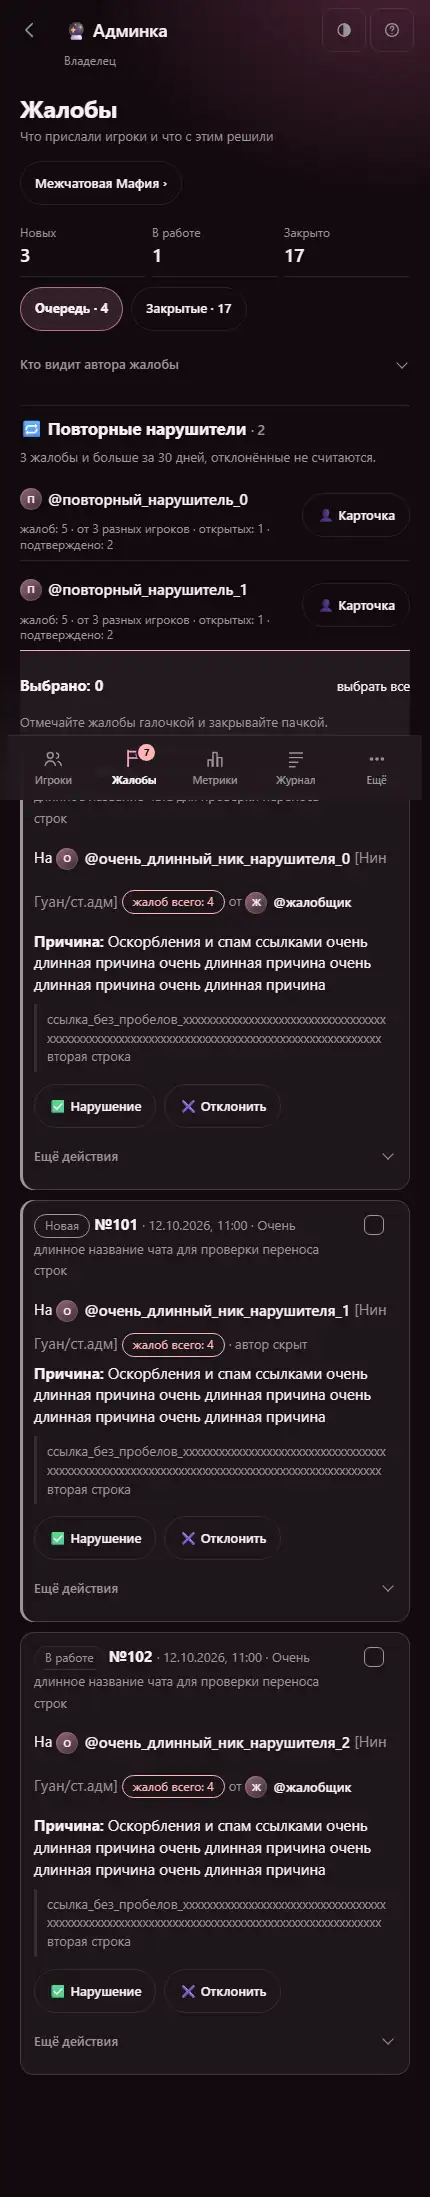 Админка
Владелец
Жалобы
Что прислали игроки и что с этим решили
Межчатовая Мафия ›
Новых
В работе
Закрыто
3
1
17
Очередь · 4
Закрытые · 17
Кто видит автора жалобы
Повторные нарушители · 2
3 жалобы и больше за 30 дней, отклонённые не считаются.
П @повторный_нарушитель_0
Карточка
жалоб: 5 · от 3 разных игроков · открытых: 1 ·
подтверждено: 2
П @повторный_нарушитель_1
Карточка
жалоб: 5 · от 3 разных игроков · открытых: 1 ·
подтверждено: 2
Выбрано: 0
выбрать все
Отмечайте жалобы галочкой и закрывайте пачкой.
7
Игроки
Жалобы
Метрики
Журнал
Ещё
длинное название чата для проверки переноса
строк
На О @очень_длинный_ник_нарушителя_0 [Нин
Гуан/ст.адм] жалоб всего: 4 от Ж @жалобщик
Причина: Оскорбления и спам ссылками очень
длинная причина очень длинная причина очень
длинная причина очень длинная причина
вторая строка
Нарушение
Отклонить
Ещё действия
Новая №101 · 12.10.2026, 11:00 · Очень
длинное название чата для проверки переноса
строк
На О @очень_длинный_ник_нарушителя_1 [Нин
Гуан/ст.адм] жалоб всего: 4 · автор скрыт
Причина: Оскорбления и спам ссылками очень
длинная причина очень длинная причина очень
длинная причина очень длинная причина
вторая строка
Нарушение
Отклонить
Ещё действия
В работе №102 · 12.10.2026, 11:00 · Очень
длинное название чата для проверки переноса
строк
На О @очень_длинный_ник_нарушителя_2 [Нин
Гуан/ст.адм] жалоб всего: 4 от Ж @жалобщик
Причина: Оскорбления и спам ссылками очень
длинная причина очень длинная причина очень
длинная причина очень длинная причина
вторая строка
Нарушение
Отклонить
Ещё действия